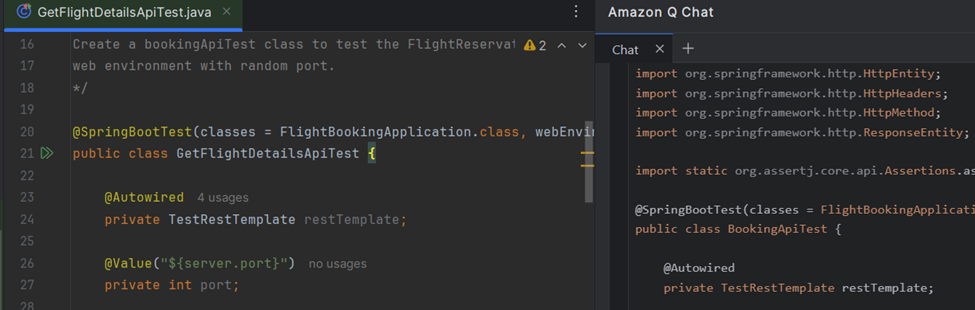 GetFlightDetailsApiTest.java
16 Create a bookingApiTest class to test the FlightReservat
2
17 web environment with random port.
18 */
19
20 @SpringBootTest(classes = FlightBookingApplication.class, webEnvir
21 public class GetFlightDetailsApiTest {
22
23 @Autowired 4 usages
24 private TestRestTemplate restTemplate;
25
26 @Value("${server.port}") no usages
27 private int port;
28
Amazon Q Chat
Chat
import org.springframework.http.HttpEntity;
import org.springframework.http.HttpHeaders;
import org.springframework.http.HttpMethod;
import org.springframework.http.ResponseEntity;
import static org.assertj.core.api.Assertions.as
@SpringBootTest(classes = FlightBookingApplicati
public class BookingApiTest {
@Autowired
private TestRestTemplate restTemplate;